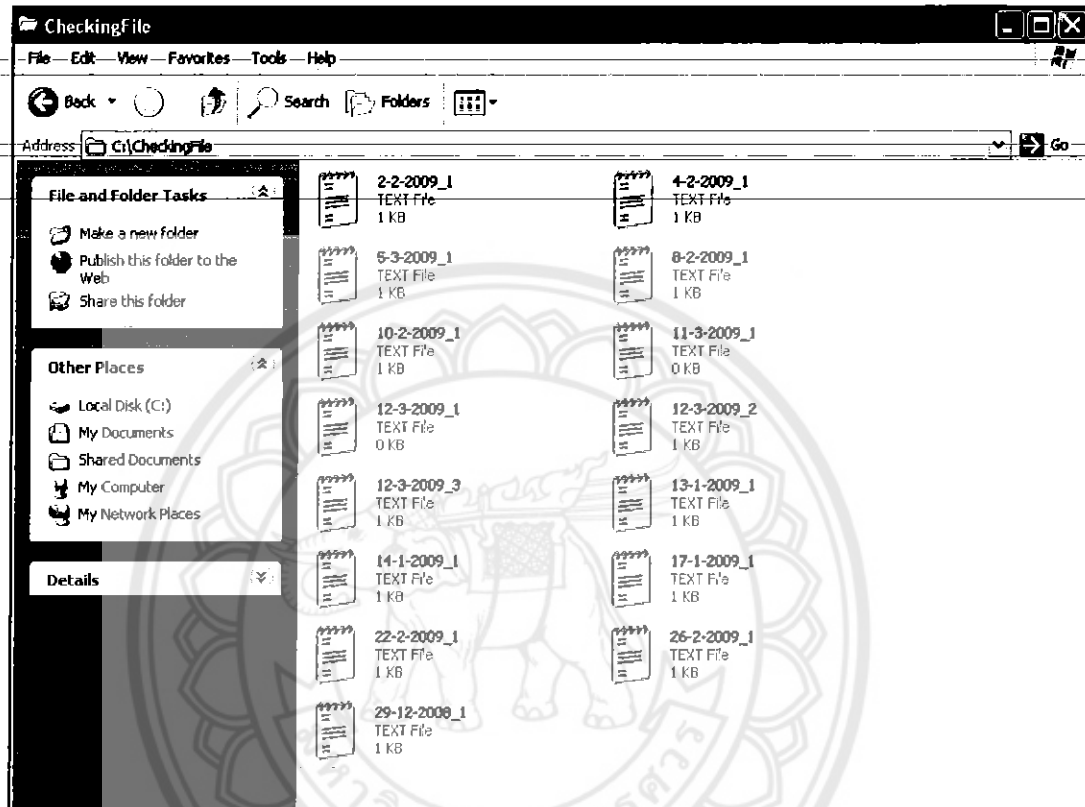 CheckingFile
File Edit View Favorites Tools Help
Back Search Folders
Address C:\CheckingFile Go
File and Folder Tasks
Make a new folder
Publish this folder to the
Web
Share this folder
Other Places
Local Disk (C:)
My Documents
Shared Documents
My Computer
My Network Places
Details
2-2-2009_1
TEXT File
1 KB
4-2-2009_1
TEXT File
1 KB
5-3-2009_1
TEXT File
1 KB
8-2-2009_1
TEXT File
1 KB
10-2-2009_1
TEXT File
1 KB
11-3-2009_1
TEXT File
0 KB
12-3-2009_1
TEXT File
0 KB
12-3-2009_2
TEXT File
1 KB
12-3-2009_3
TEXT File
1 KB
13-1-2009_1
TEXT File
1 KB
14-1-2009_1
TEXT File
1 KB
17-1-2009_1
TEXT File
1 KB
22-2-2009_1
TEXT File
1 KB
26-2-2009_1
TEXT File
1 KB
29-12-2008_1
TEXT File
1 KB